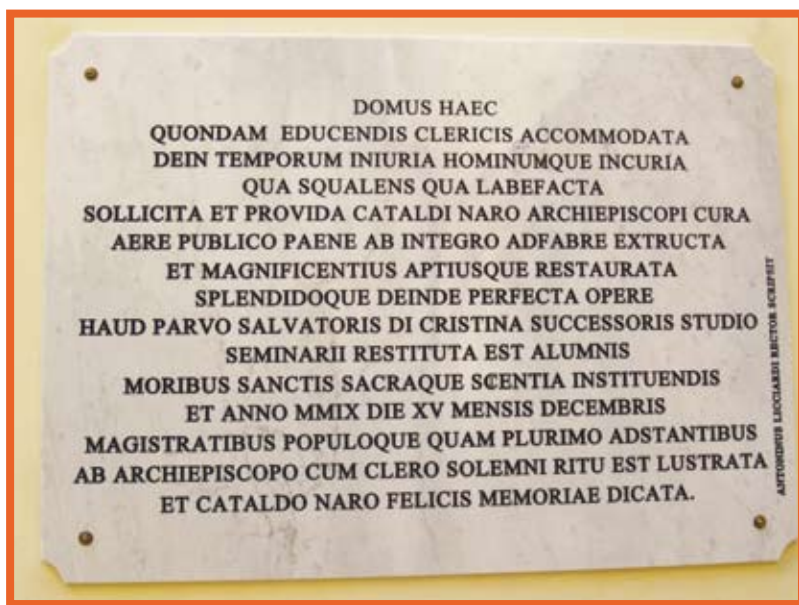 DOMUS HAEC
QUONDAM EDUCENDIS CLERICIS ACCOMMODATA
DEIN TEMPORUM INIURIA HOMINUMQUE INCURIA
QUA SQUALENS QUA LABEFACTA
SOLLICITA ET PROVIDA CATALDI NARO ARCHIEPISCOPI CURA
AERE PUBLICO PAENE AB INTEGRO ADFABRE EXTRUCTA
ET MAGNIFICENTIUS APTIUSQUE RESTAURATA
SPLENDIDOQUE DEINDE PERFECTA OPERE
HAUD PARVO SALVATORIS DI CRISTINA SUCCESSORIS STUDIO
SEMINARII RESTITUTA EST ALUMNIS
MORIBUS SANCTIS SACRAQUE SCENTIA INSTITUENDIS
ET ANNO MMIX DIE XV MENSIS DECEMBRIS
MAGISTRATIBUS POPULOQUE QUAM PLURIMO ADSTANTIBUS
AB ARCHIEPISCOPO CUM CLERO SOLEMNI RITU EST LUSTRATA
ET CATALDO NARO FELICIS MEMORIAE DICATA.
ANTONINUS LICCIARDI RECTOR SCRIPSIT